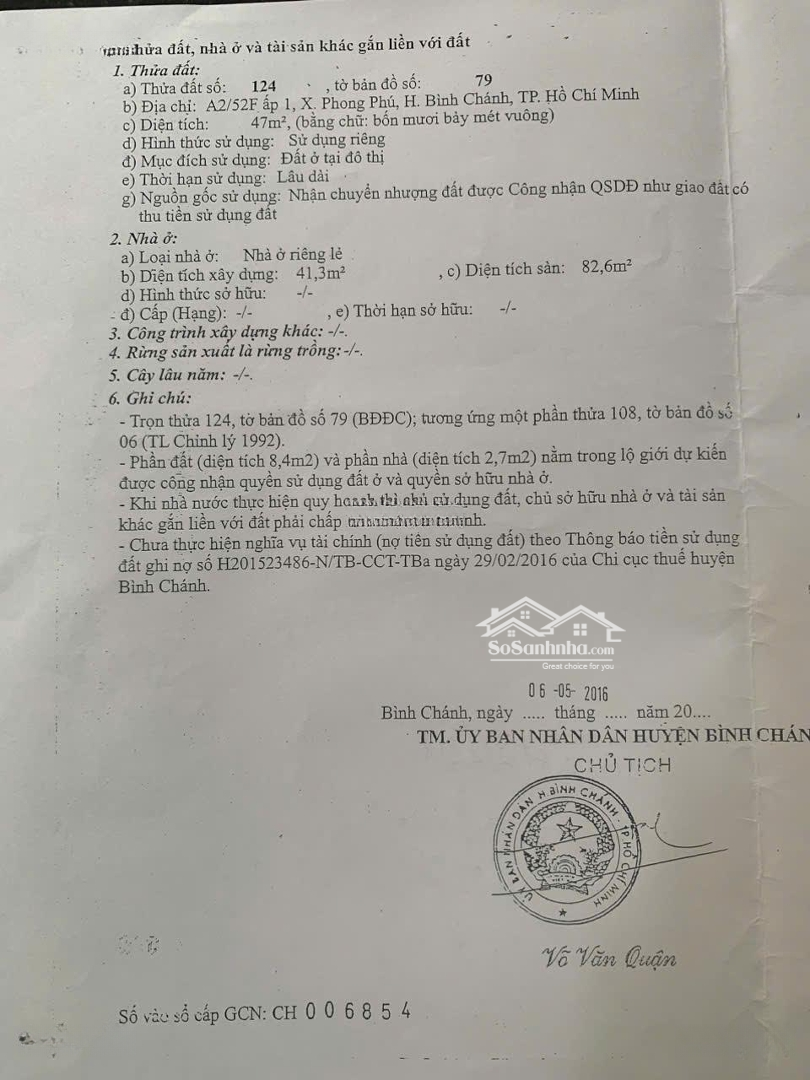 hửa đất, nhà ở và tài sản khác gắn liền với đất
1. Thửa đất:
a) Thửa đất số: 124 , tờ bản đồ số: 79
b) Địa chỉ: A2/52F ấp 1, X. Phong Phú, H. Bình Chánh, TP. Hồ Chí Minh
c) Diện tích: 47m², (bằng chữ: bốn mươi bảy mét vuông)
d) Hình thức sử dụng: Sử dụng riêng
đ) Mục đích sử dụng: Đất ở tại đô thị
e) Thời hạn sử dụng: Lâu dài
g) Nguồn gốc sử dụng: Nhận chuyển nhượng đất được Công nhận QSDĐ như giao đất có
thu tiền sử dụng đất
2. Nhà ở:
a) Loại nhà ở: Nhà ở riêng lẻ
b) Diện tích xây dựng: 41,3m² , c) Diện tích sàn: 82,6m²
d) Hình thức sở hữu: -/-
đ) Cấp (Hạng): -/- , e) Thời hạn sở hữu: -/-
3. Công trình xây dựng khác: -/-.
4. Rừng sản xuất là rừng trồng: -/-.
5. Cây lâu năm: -/-.
6. Ghi chú:
- Trọn thửa 124, tờ bản đồ số 79 (BĐĐC); tương ứng một phần thửa 108, tờ bản đồ số
06 (TL Chỉnh lý 1992).
- Phần đất (diện tích 8,4m2) và phần nhà (diện tích 2,7m2) nằm trong lộ giới dự kiến
được công nhận quyền sử dụng đất ở và quyền sở hữu nhà ở.
- Khi nhà nước thực hiện quy hoạch thì chủ sử dụng đất, chủ sở hữu nhà ở và tài sản
khác gắn liền với đất phải chấp
- Chưa thực hiện nghĩa vụ tài chính (nợ tiền sử dụng đất) theo Thông báo tiền sử dụng
đất ghi nợ số H201523486-N/TB-CCT-TBa ngày 29/02/2016 của Chi cục thuế huyện
Bình Chánh.
SoSanhnha.com
Great choice for you
06 -05- 2016
Bình Chánh, ngày ..... tháng ..... năm 20....
TM. ỦY BAN NHÂN DÂN HUYỆN BÌNH CHÁN
CHỦ TỊCH
ỦY BAN NHÂN DÂN H.BÌNH CHÁNH - TP HỒ CHÍ MINH
Võ Văn Quận
Số vào sổ cấp GCN: CH 006854